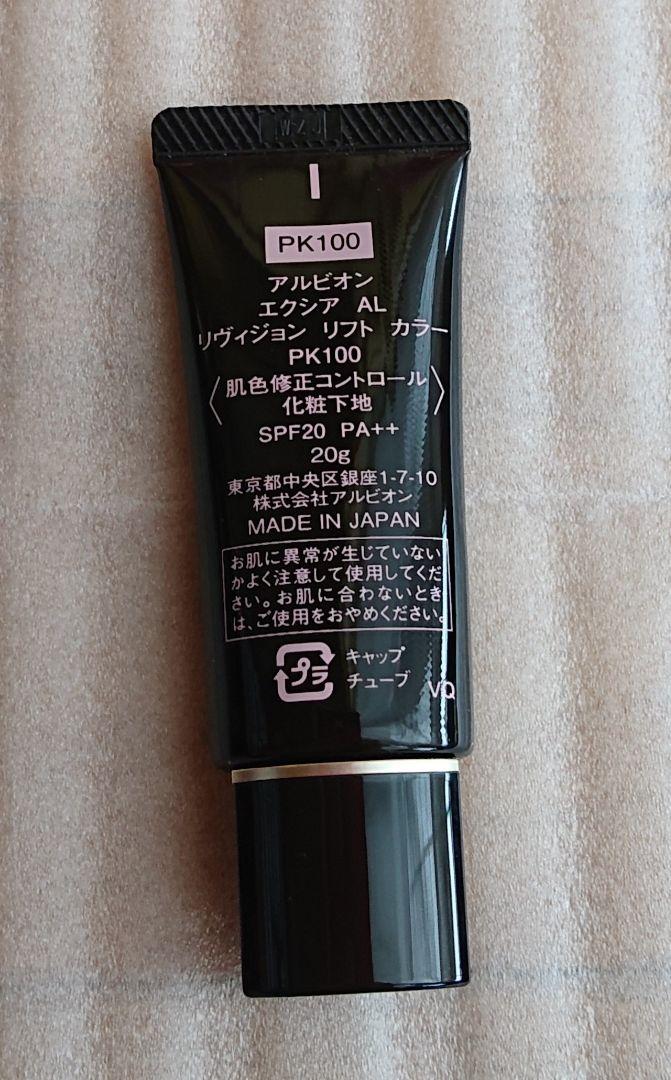 PK100
アルビオン
エクシア AL
リヴィジョン リフト カラー
PK100
〈肌色修正コントロール
化粧下地〉
SPF20 PA++
20g
東京都中央区銀座1-7-10
株式会社アルビオン
MADE IN JAPAN
お肌に異常が生じていない
かよく注意して使用してくだ
さい。お肌に合わないとき
は、ご使用をおやめください。
プラ
キャップ
チューブ
VQ